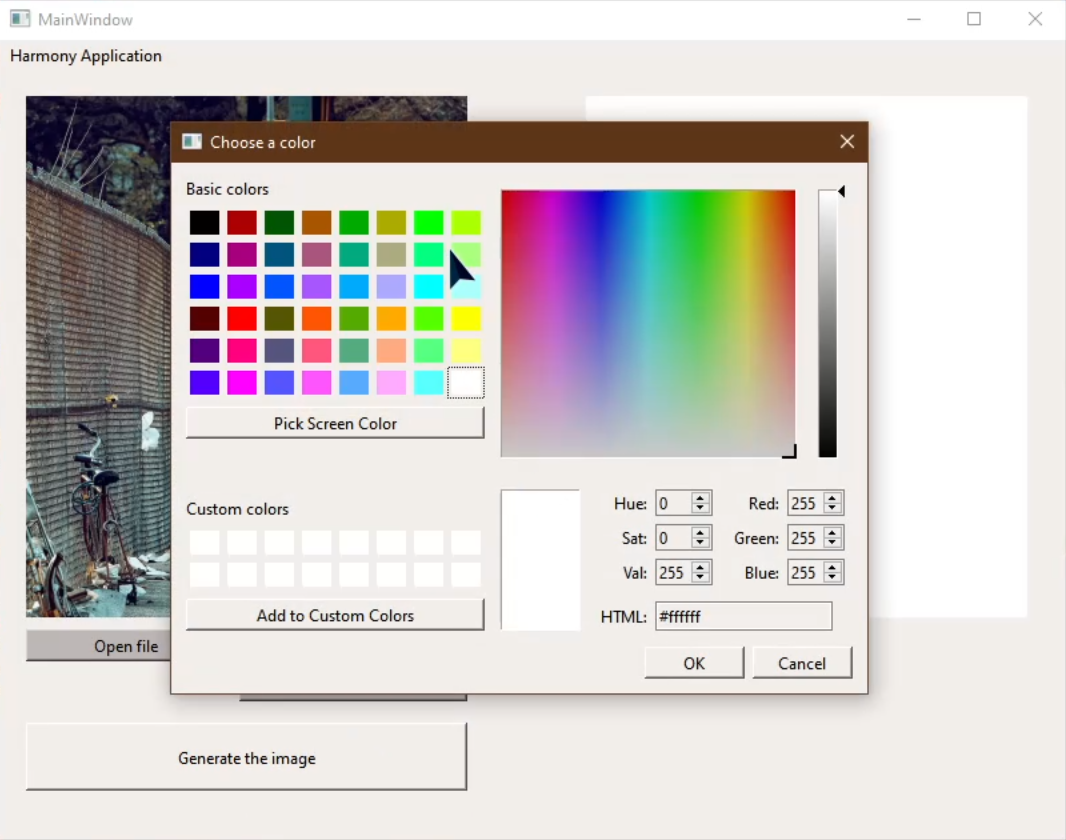 MainWindow
Harmony Application
Choose a color
Basic colors
Pick Screen Color
Custom colors
Add to Custom Colors
Hue: 0 Red: 255
Sat: 0 Green: 255
Val: 255 Blue: 255
HTML: #ffffff
OK Cancel
Open file
Generate the image